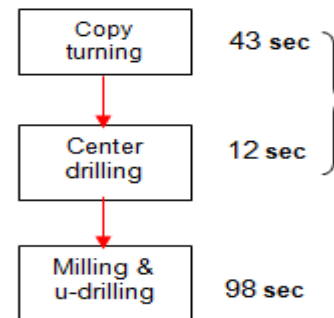 Copy
turning
43 sec
Center
drilling
12 sec
Milling &
u-drilling
98 sec